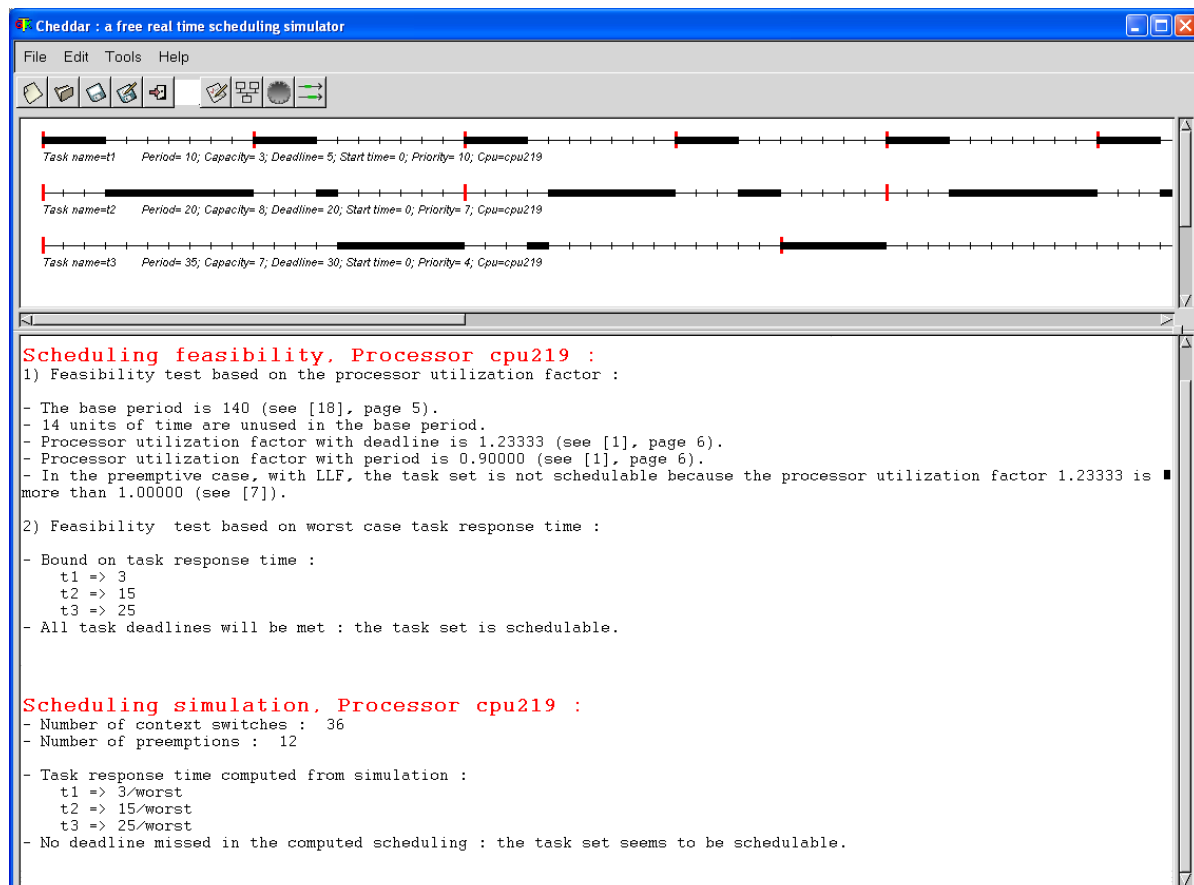 Cheddar : a free real time scheduling simulator
File Edit Tools Help
Task name=t1 Period= 10; Capacity= 3; Deadline= 5; Start time= 0; Priority= 10; Cpu=cpu219
Task name=t2 Period= 20; Capacity= 8; Deadline= 20; Start time= 0; Priority= 7; Cpu=cpu219
Task name=t3 Period= 35; Capacity= 7; Deadline= 30; Start time= 0; Priority= 4; Cpu=cpu219
Scheduling feasibility, Processor cpu219 :
1) Feasibility test based on the processor utilization factor :
- The base period is 140 (see [18], page 5).
- 14 units of time are unused in the base period.
- Processor utilization factor with deadline is 1.23333 (see [1], page 6).
- Processor utilization factor with period is 0.90000 (see [1], page 6).
- In the preemptive case, with LLF, the task set is not schedulable because the processor utilization factor 1.23333 is
more than 1.00000 (see [7]).
2) Feasibility  test based on worst case task response time :
- Bound on task response time :
t1 => 3
t2 => 15
t3 => 25
- All task deadlines will be met : the task set is schedulable.
Scheduling simulation, Processor cpu219 :
- Number of context switches :  36
- Number of preemptions :  12
- Task response time computed from simulation :
t1 => 3/worst
t2 => 15/worst
t3 => 25/worst
- No deadline missed in the computed scheduling : the task set seems to be schedulable.